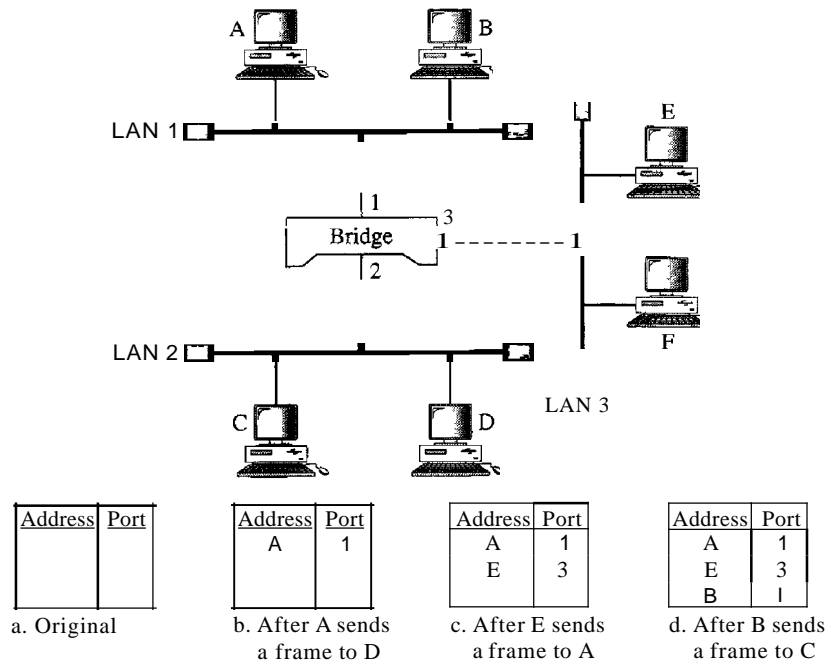 A
B
LAN 1
E
1
3
Bridge
1 - - - - - - - - - - 1
2
F
LAN 2
LAN 3
C
D
Address Port
Address Port
A 1
Address Port
A 1
E 3
Address Port
A 1
E 3
B I
a. Original
b. After A sends
a frame to D
c. After E sends
a frame to A
d. After B sends
a frame to C